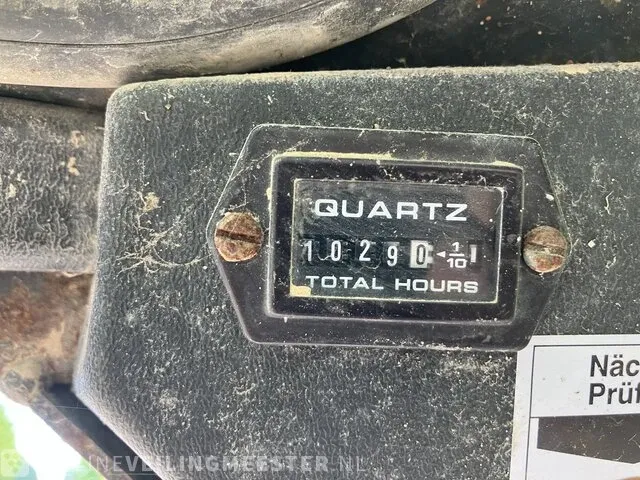 QUARTZ
10290 ◄1/10
TOTAL HOURS
Näc
Prüf
VEILINGMEESTER.NL